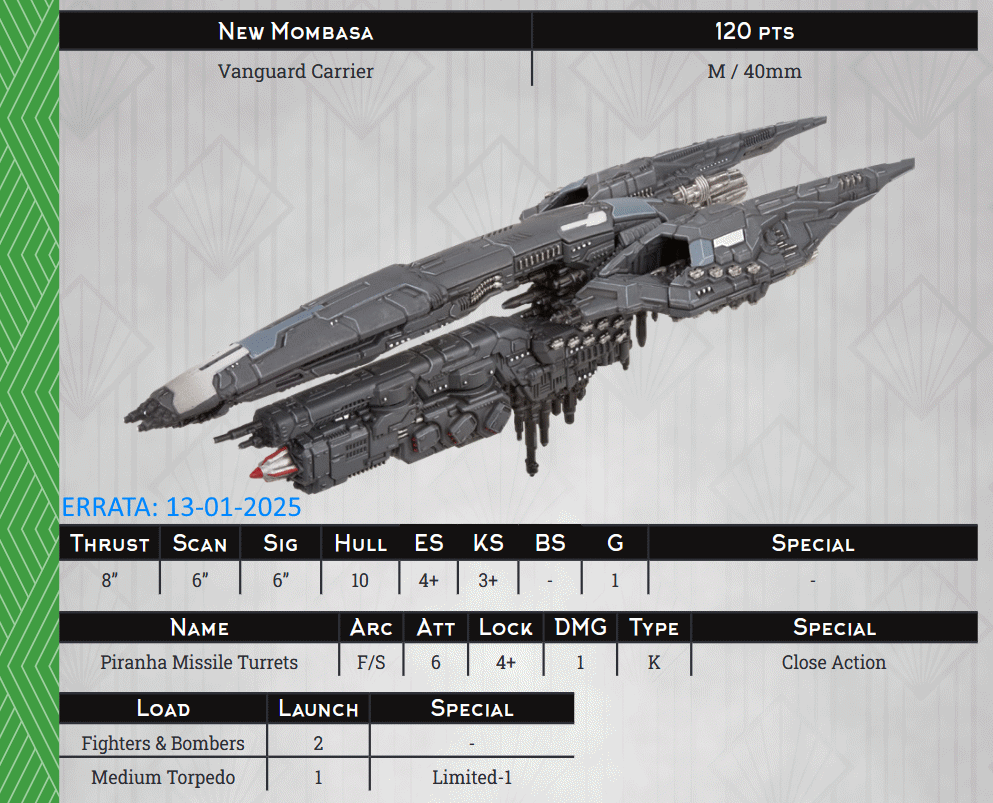 New Mombasa 120 pts
Vanguard Carrier M / 40mm
ERRATA: 13-01-2025
Thrust Scan Sig Hull ES KS BS G Special
8” 6” 6” 10 4+ 3+ - 1 -
Name Arc Att Lock DMG Type Special
Piranha Missile Turrets F/S 6 4+ 1 K Close Action
Load Launch Special
Fighters & Bombers 2 -
Medium Torpedo 1 Limited-1